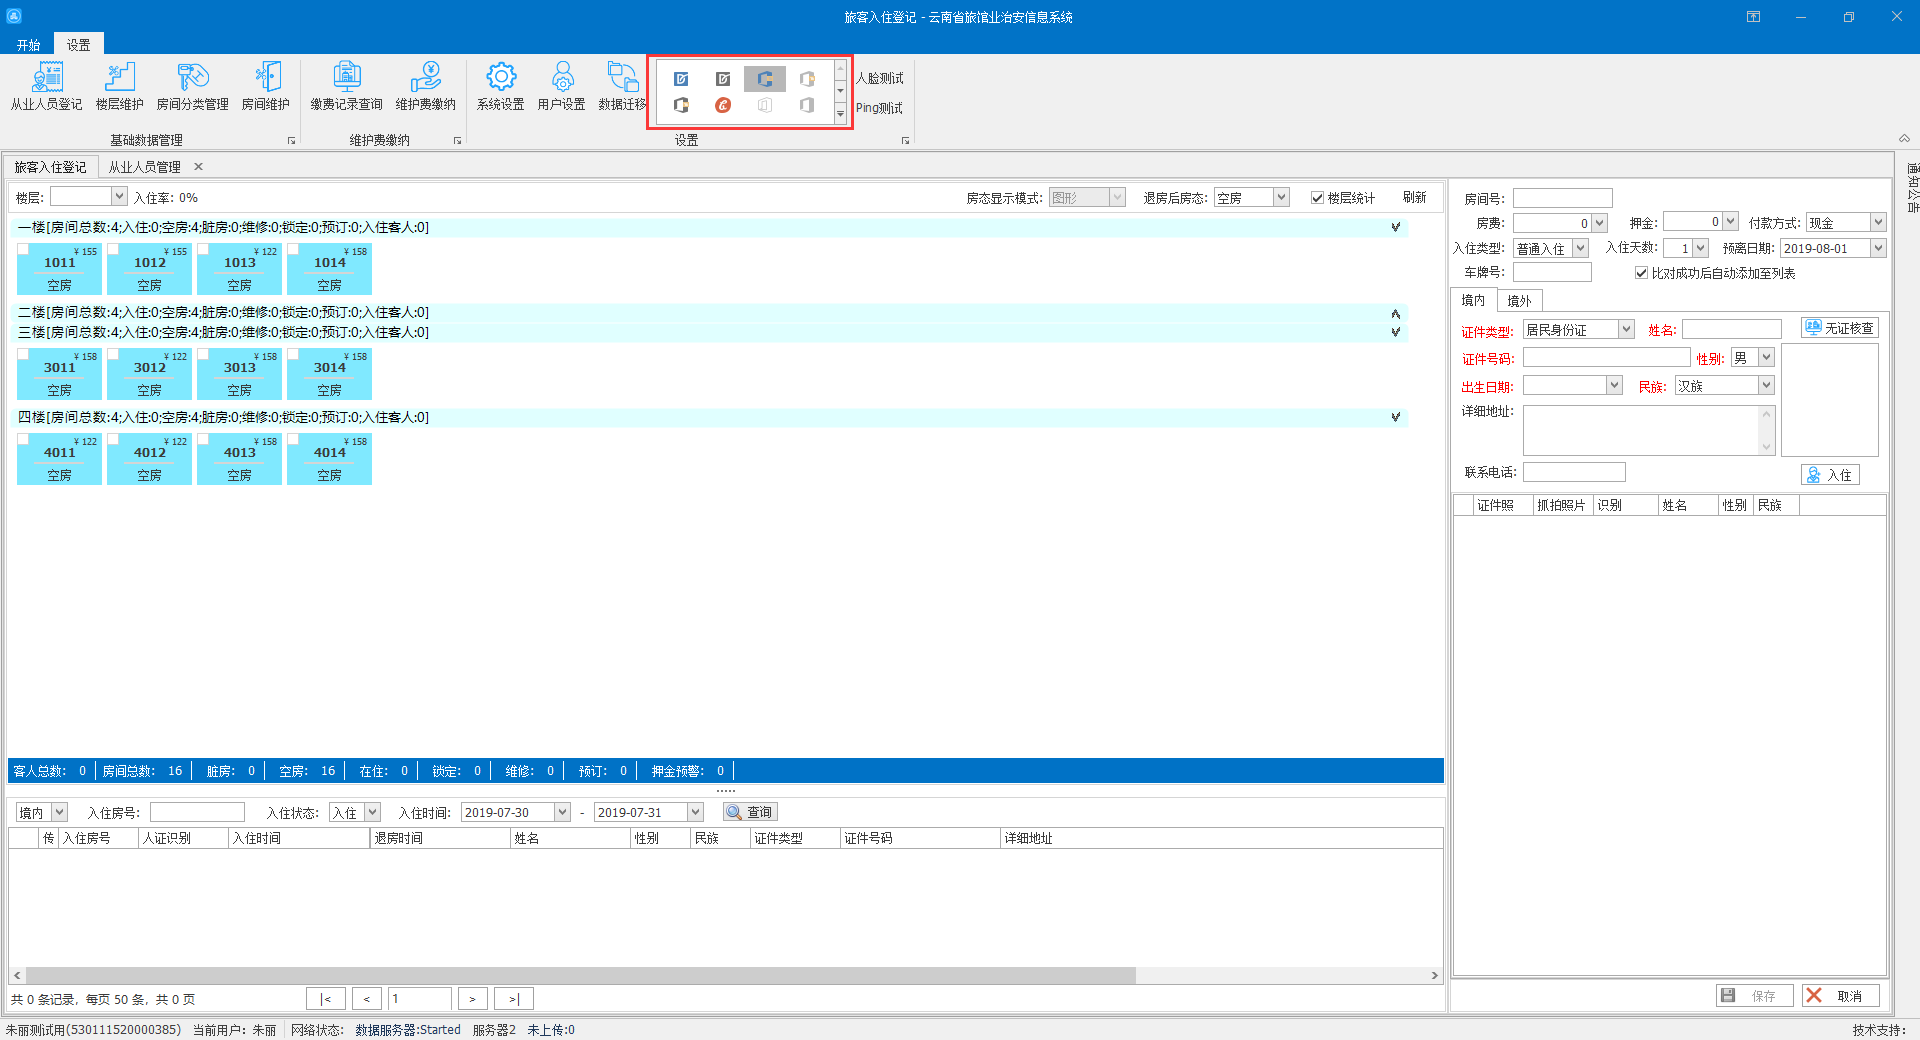 旅客入住登记 - 云南省旅馆业治安信息系统
开始 设置
从业人员登记 楼层维护 房间分类管理 房间维护 缴费记录查询 维护费缴纳 系统设置 用户设置 数据迁移 人脸测试
Ping测试
基础数据管理 维护费缴纳 设置
旅客入住登记 从业人员管理
通知公告
楼层: 入住率: 0% 房态显示模式: 图形 退房后房态: 空房 楼层统计 刷新
一楼[房间总数:4;入住:0;空房:4;脏房:0;维修:0;锁定:0;预订:0;入住客人:0]
¥ 155 ¥ 155 ¥ 122 ¥ 158
1011 1012 1013 1014
空房 空房 空房 空房
二楼[房间总数:4;入住:0;空房:4;脏房:0;维修:0;锁定:0;预订:0;入住客人:0]
三楼[房间总数:4;入住:0;空房:4;脏房:0;维修:0;锁定:0;预订:0;入住客人:0]
¥ 158 ¥ 122 ¥ 158 ¥ 158
3011 3012 3013 3014
空房 空房 空房 空房
四楼[房间总数:4;入住:0;空房:4;脏房:0;维修:0;锁定:0;预订:0;入住客人:0]
¥ 122 ¥ 122 ¥ 158 ¥ 158
4011 4012 4013 4014
空房 空房 空房 空房
客人总数: 0 房间总数: 16 脏房: 0 空房: 16 在住: 0 锁定: 0 维修: 0 预订: 0 押金预警: 0
境内 入住房号: 入住状态: 入住 入住时间: 2019-07-30 - 2019-07-31 查询
传 入住房号 人证识别 入住时间 退房时间 姓名 性别 民族 证件类型 证件号码 详细地址
共 0 条记录，每页 50 条，共 0 页 |< < 1 > >|
房间号:
房费: 0 押金: 0 付款方式: 现金
入住类型: 普通入住 入住天数: 1 预离日期: 2019-08-01
车牌号: 比对成功后自动添加至列表
境内 境外
证件类型: 居民身份证 姓名: 无证核查
证件号码: 性别: 男
出生日期: 民族: 汉族
详细地址:
联系电话: 入住
证件照 抓拍照片 识别 姓名 性别 民族
保存 取消
朱丽测试用(530111520000385) 当前用户: 朱丽 网络状态: 数据服务器:Started 服务器2 未上传:0 技术支持: